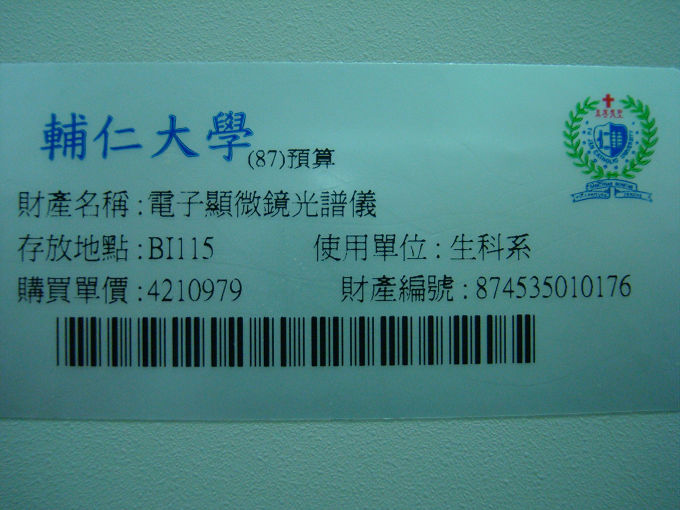 輔仁大學(87)預算
財產名稱:電子顯微鏡光譜儀
存放地點:BI115 使用單位:生科系
購買單價:4210979 財產編號:874535010176